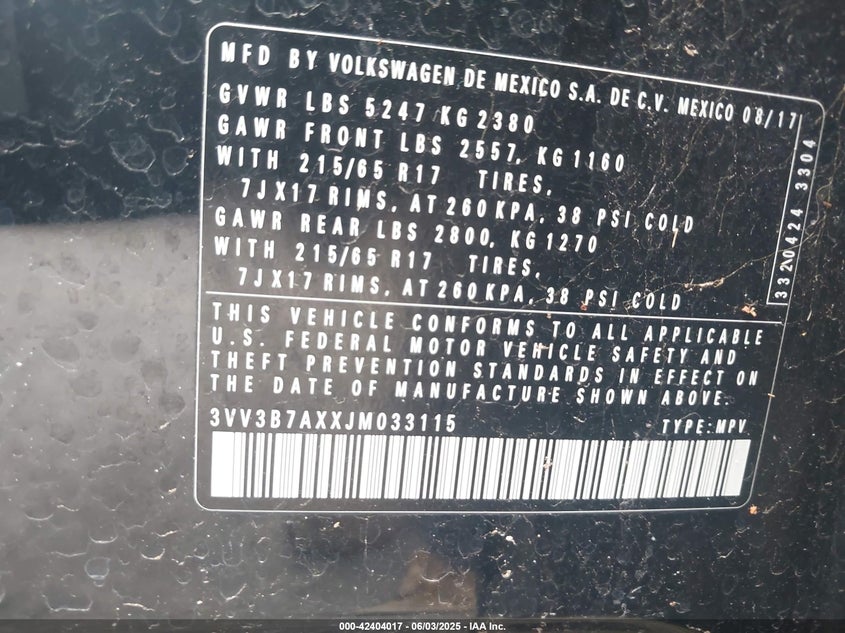 MFD BY VOLKSWAGEN DE MEXICO S.A. DE C.V. MEXICO 08/17
GVWR LBS 5247 KG 2380
GAWR FRONT LBS 2557, KG 1160
WITH 215/65 R17 TIRES,
7JX17 RIMS, AT 260 KPA, 38 PSI COLD
GAWR REAR LBS 2800, KG 1270
WITH 215/65 R17 TIRES,
7JX17 RIMS, AT 260 KPA, 38 PSI COLD
3320424 3304
THIS VEHICLE CONFORMS TO ALL APPLICABLE
U.S. FEDERAL MOTOR VEHICLE SAFETY AND
THEFT PREVENTION STANDARDS IN EFFECT ON
THE DATE OF MANUFACTURE SHOWN ABOVE.
3VV3B7AXXJM033115 TYPE:MPV
000-42404017 - 06/03/2025 - IAA Inc.